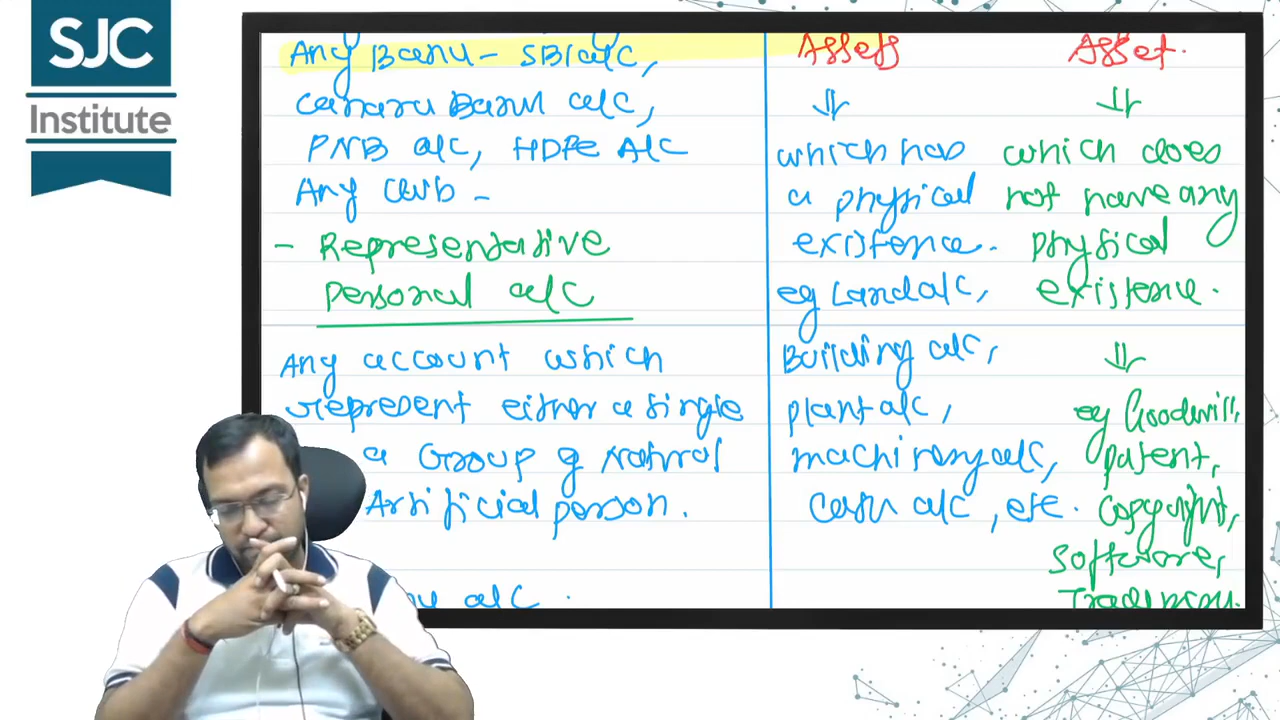 SJC
Institute
Any Bank - SBI a/c,
Canara Bank a/c,
PNB a/c, HDFC A/C
Any club -
- Representative
personal a/c
Any account which
represent either a single
a Group of Natural
Artificial person.
a/c .
Assets
which has
a physical
existence.
eg Land a/c,
Building a/c,
plant a/c,
machinery a/c,
Cash a/c , etc.
Asset.
which does
not have any
physical
existence.
eg Goodwill,
patent,
copyright,
software,